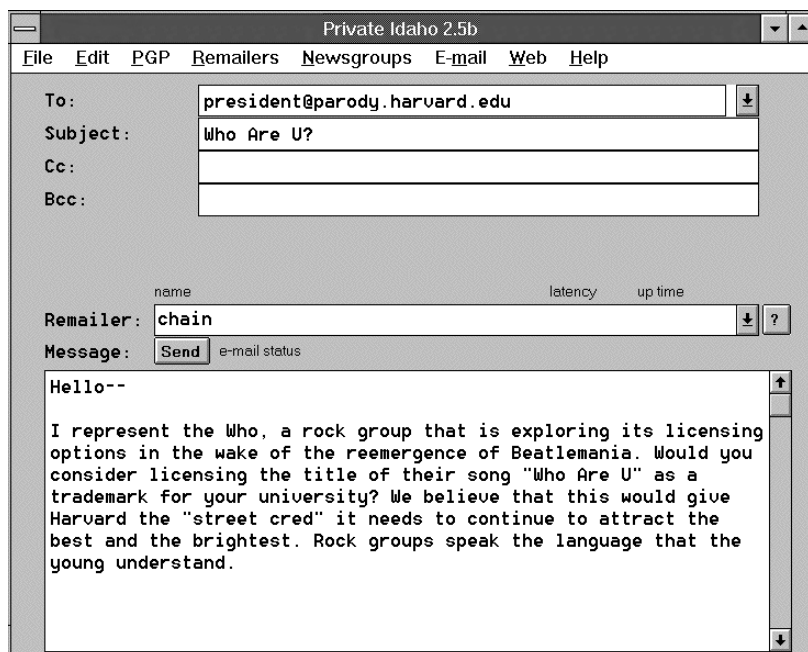 Private Idaho 2.5b
File Edit PGP Remailers Newsgroups E-mail Web Help
To: president@parody.harvard.edu
Subject: Who Are U?
Cc:
Bcc:
name latency up time
Remailer: chain ?
Message: Send e-mail status
Hello--
I represent the Who, a rock group that is exploring its licensing
options in the wake of the reemergence of Beatlemania. Would you
consider licensing the title of their song "Who Are U" as a
trademark for your university? We believe that this would give
Harvard the "street cred" it needs to continue to attract the
best and the brightest. Rock groups speak the language that the
young understand.